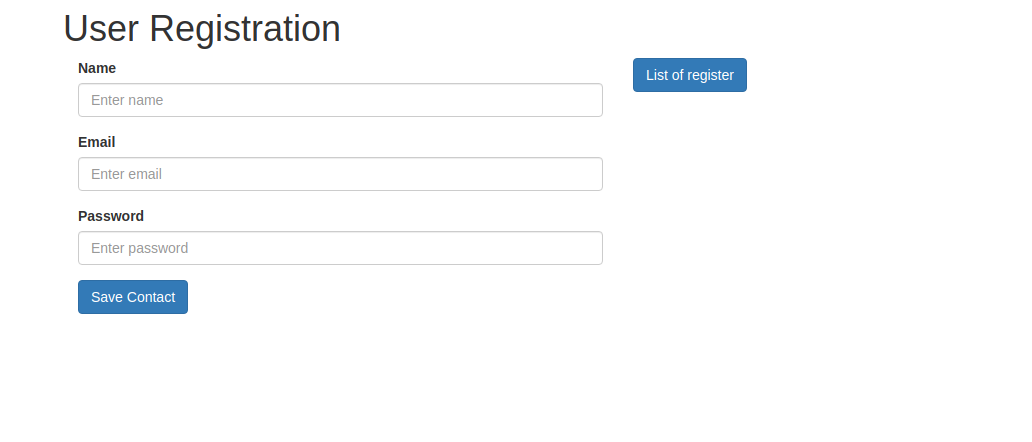 User Registration
Name
List of register
Enter name
Email
Enter email
Password
Enter password
Save Contact